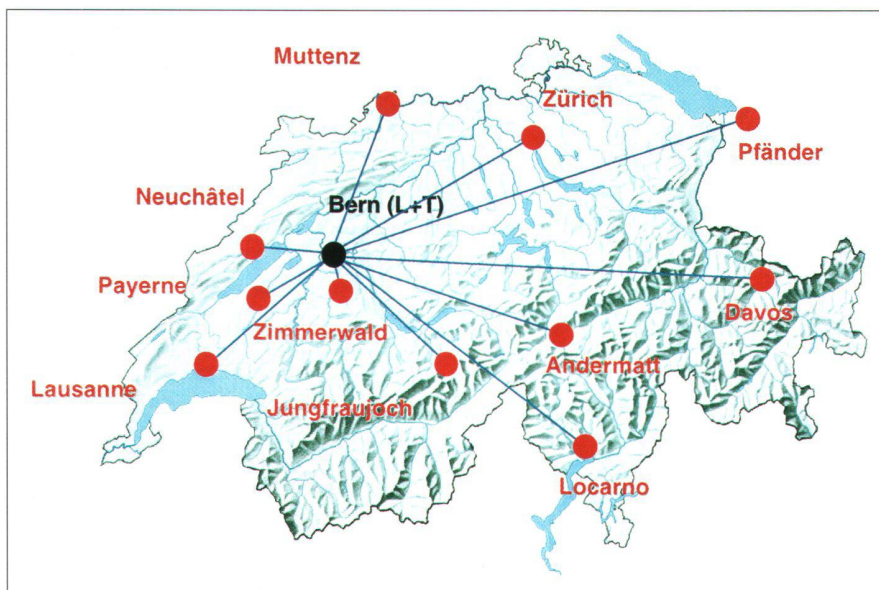 Muttenz
Zürich
Pfänder
Neuchâtel
Bern (L+T)
Payerne
Zimmerwald
Davos
Andermatt
Lausanne
Jungfraujoch
Locarno